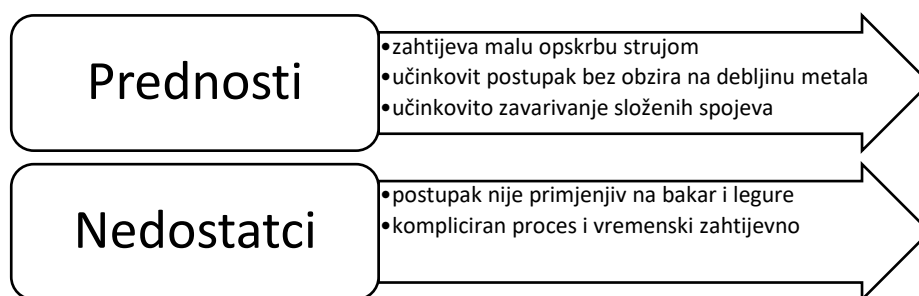 Prednosti
•zahtijeva malu opskrbu strujom
•učinkovit postupak bez obzira na debljinu metala
•učinkovito zavarivanje složenih spojeva
Nedostatci
•postupak nije primjenjiv na bakar i legure
•kompliciran proces i vremenski zahtijevno